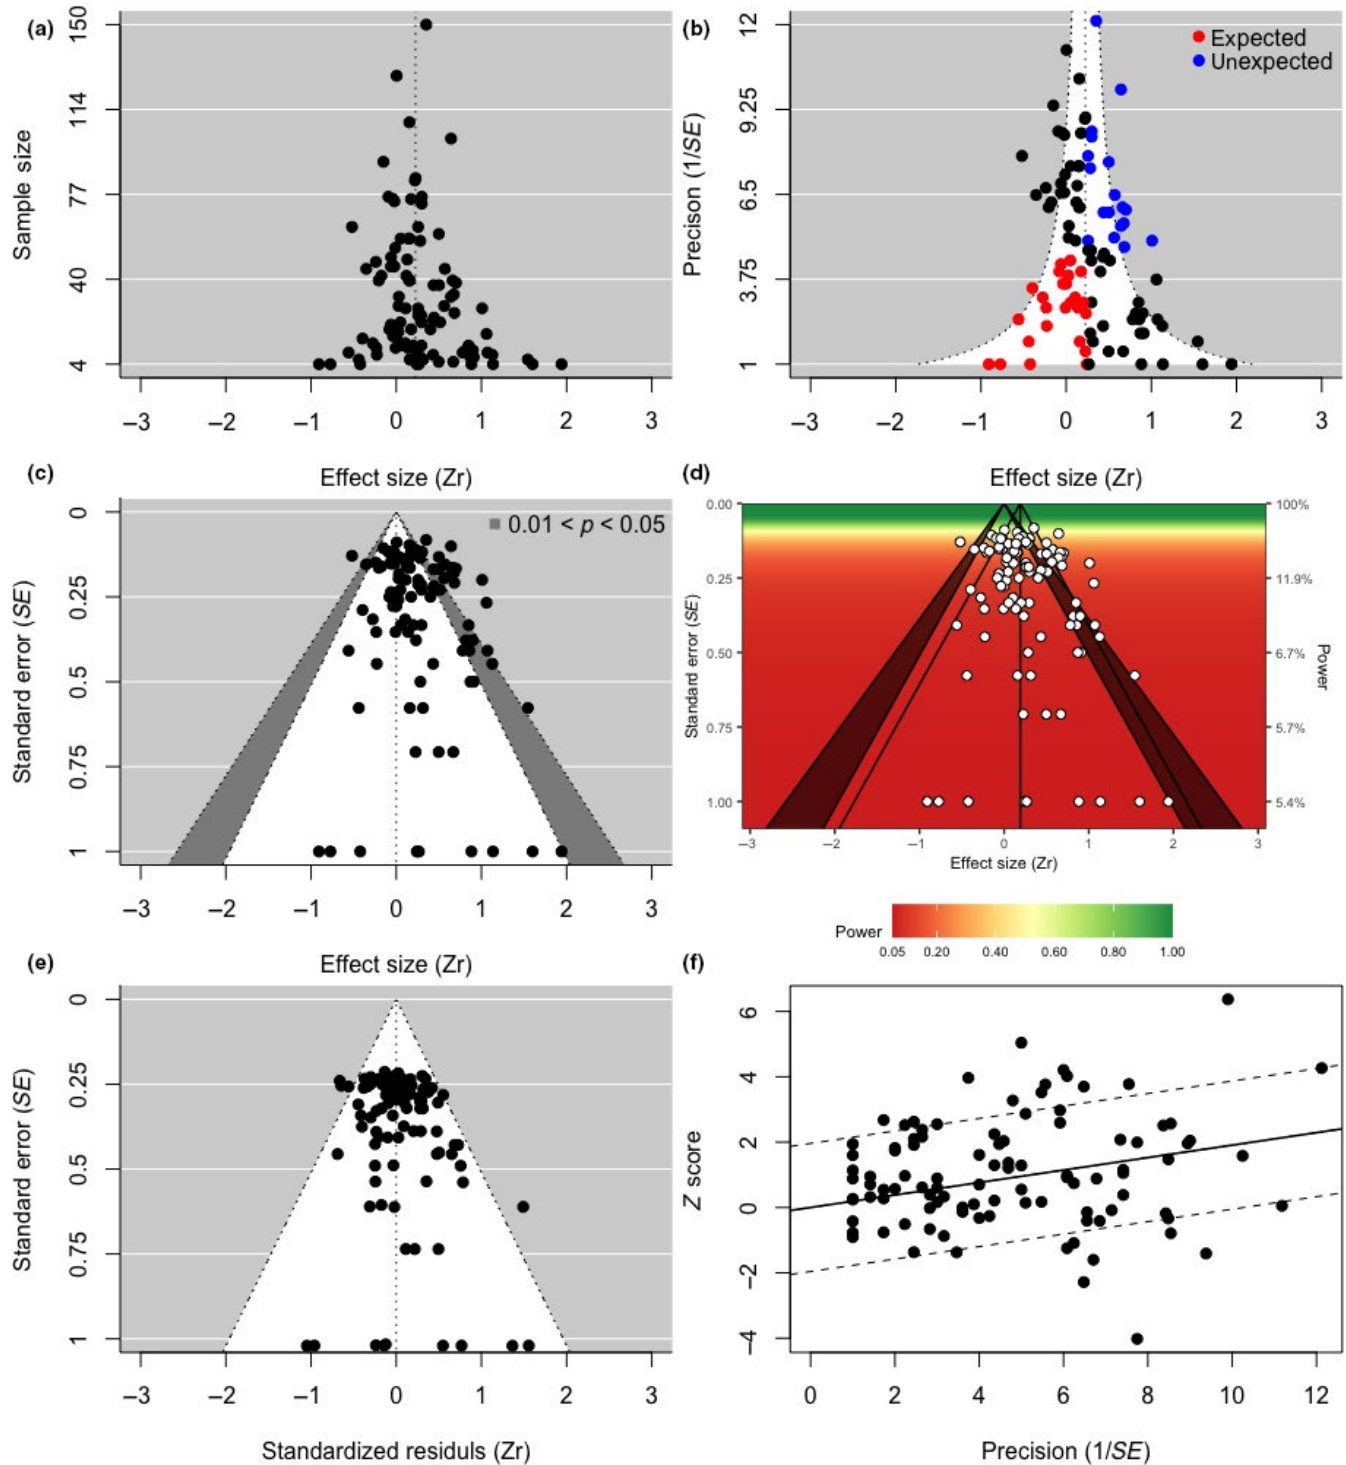 (a)
Sample size
150
114
77
40
4
–3 –2 –1 0 1 2 3
Effect size (Zr)
(b)
Precison (1/SE)
12
9.25
6.5
3.75
1
Expected
Unexpected
–3 –2 –1 0 1 2 3
Effect size (Zr)
(c)
Standard error (SE)
0
0.25
0.5
0.75
1
0.01 < p < 0.05
–3 –2 –1 0 1 2 3
Effect size (Zr)
(d)
Standard error (SE)
0.00
0.25
0.50
0.75
1.00
100%
11.9%
6.7%
5.7%
5.4%
Power
–3 –2 –1 0 1 2 3
Effect size (Zr)
Power
0.05 0.20 0.40 0.60 0.80 1.00
(e)
Standard error (SE)
0
0.25
0.5
0.75
1
–3 –2 –1 0 1 2 3
Standardized residuls (Zr)
(f)
Z score
6
4
2
0
–2
–4
0 2 4 6 8 10 12
Precision (1/SE)